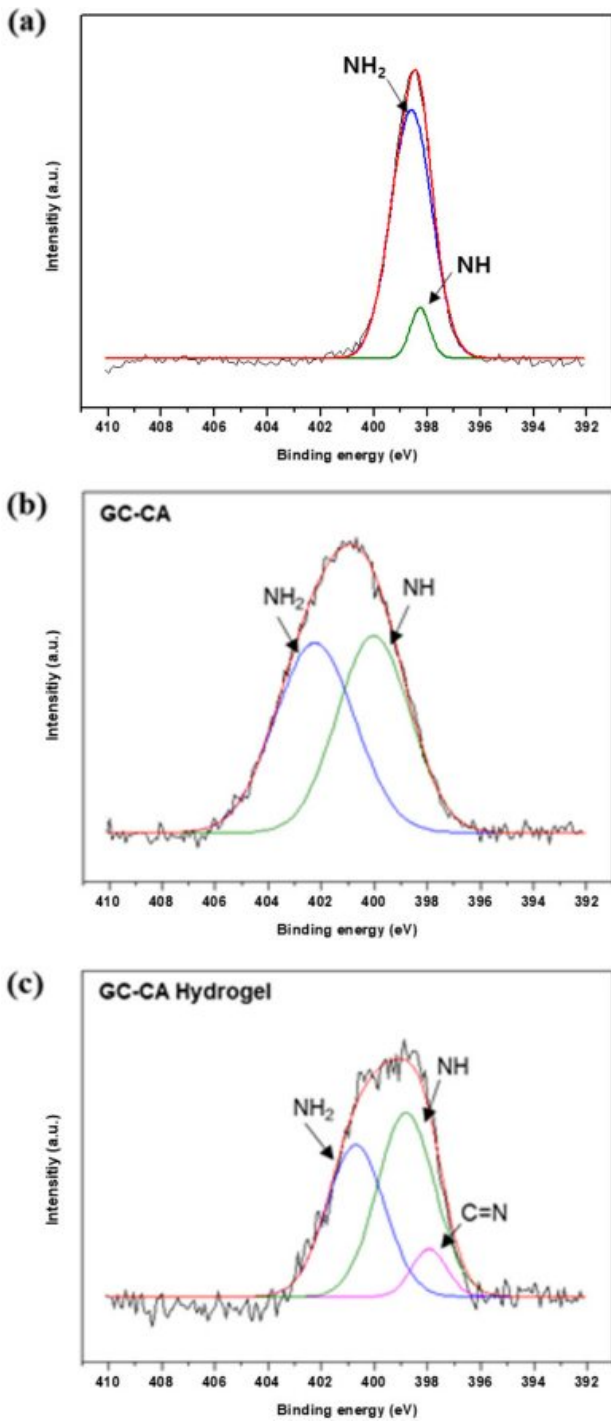 (a)
NH₂
NH
Intensitiy (a.u.)
410 408 406 404 402 400 398 396 394 392
Binding energy (eV)
(b)
GC-CA
NH₂
NH
Intensitiy (a.u.)
410 408 406 404 402 400 398 396 394 392
Binding energy (eV)
(c)
GC-CA Hydrogel
NH
NH₂
C=N
Intensitiy (a.u.)
410 408 406 404 402 400 398 396 394 392
Binding energy (eV)